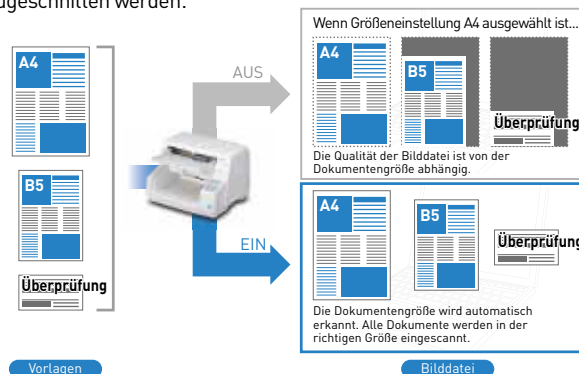 geschnitten werden.
A4
B5
Überprüfung
Vorlagen
AUS
EIN
Wenn Größeneinstellung A4 ausgewählt ist...
A4
B5
Überprüfung
Die Qualität der Bilddatei ist von der
Dokumentengröße abhängig.
A4
B5
Überprüfung
Die Dokumentengröße wird automatisch
erkannt. Alle Dokumente werden in der
richtigen Größe eingescannt.
Bilddatei